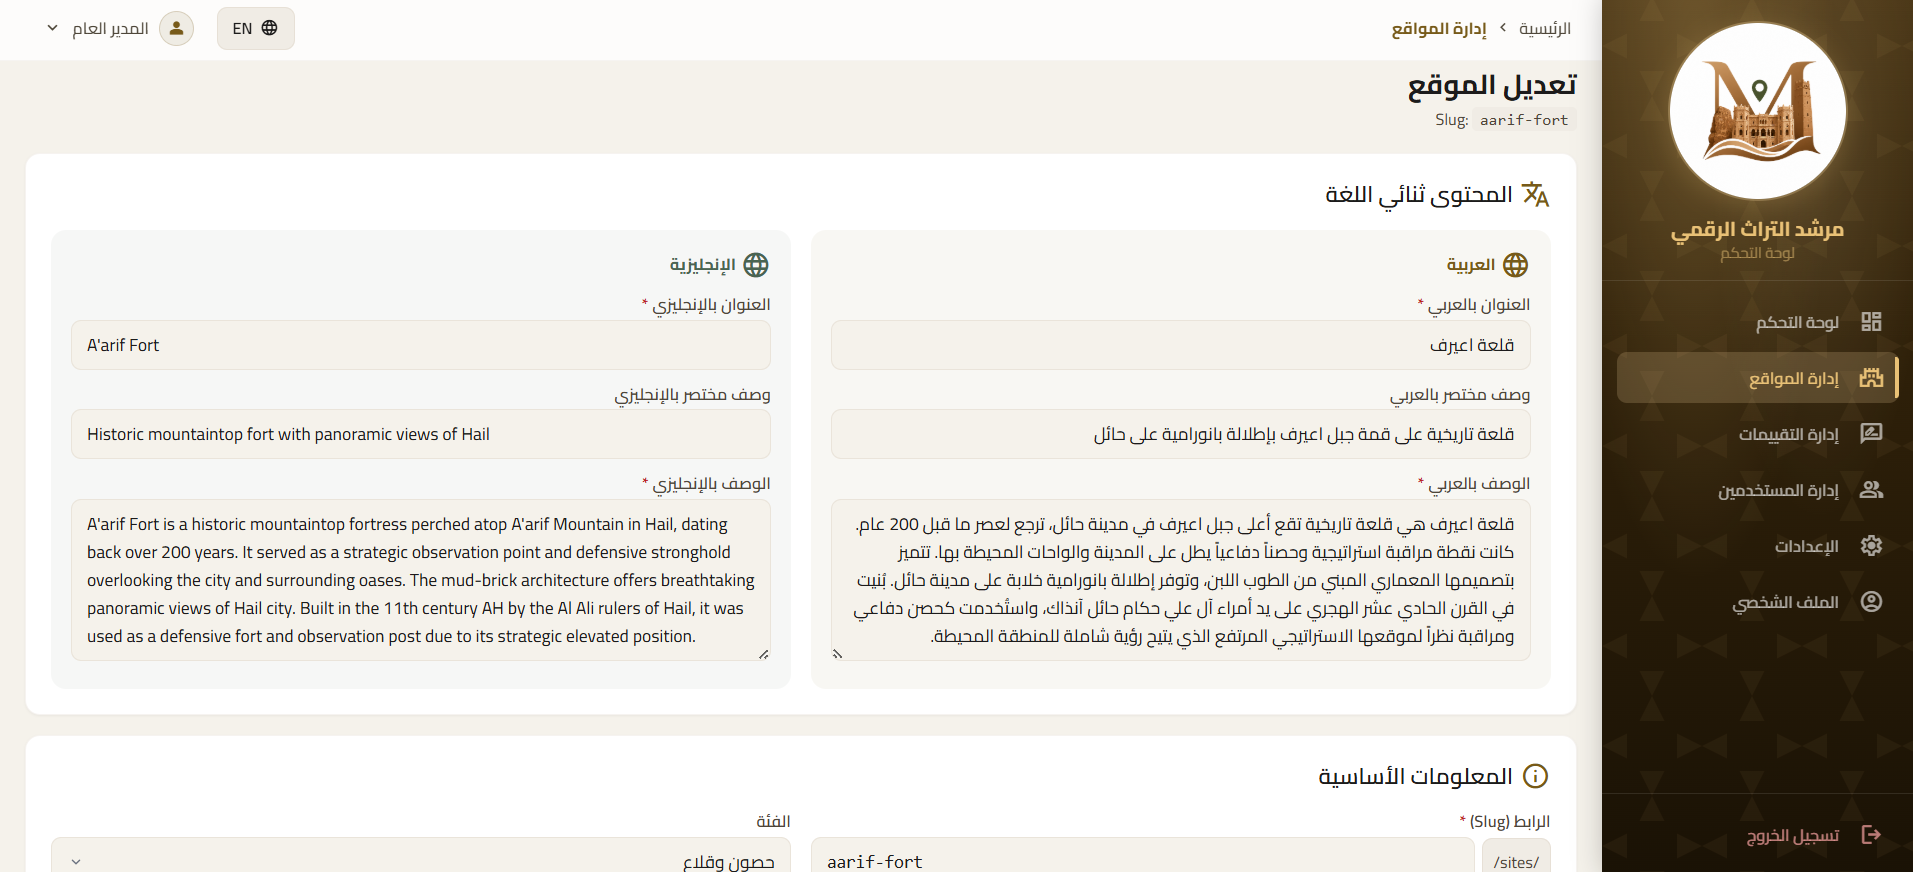 الرئيسية › إدارة المواقع
EN
المدير العام
تعديل الموقع
Slug: aarif-fort
المحتوى ثنائي اللغة
العربية
العنوان بالعربي *
قلعة اعيرف
وصف مختصر بالعربي
قلعة تاريخية على قمة جبل اعيرف بإطلالة بانورامية على حائل
الوصف بالعربي *
قلعة اعيرف هي قلعة تاريخية تقع أعلى جبل اعيرف في مدينة حائل، ترجع لعصر ما قبل 200 عام.
كانت نقطة مراقبة استراتيجية وحصناً دفاعياً يطل على المدينة والواحات المحيطة بها. تتميز
بتصميمها المعماري المبني من الطوب اللبن، وتوفر إطلالة بانورامية خلابة على مدينة حائل. بُنيت
في القرن الحادي عشر الهجري على يد أمراء آل علي حكام حائل آنذاك، واستُخدمت كحصن دفاعي
ومراقبة نظراً لموقعها الاستراتيجي المرتفع الذي يتيح رؤية شاملة للمنطقة المحيطة.
الإنجليزية
العنوان بالإنجليزي *
A'arif Fort
وصف مختصر بالإنجليزي
Historic mountaintop fort with panoramic views of Hail
الوصف بالإنجليزي *
A'arif Fort is a historic mountaintop fortress perched atop A'arif Mountain in Hail, dating
back over 200 years. It served as a strategic observation point and defensive stronghold
overlooking the city and surrounding oases. The mud-brick architecture offers breathtaking
panoramic views of Hail city. Built in the 11th century AH by the Al Ali rulers of Hail, it was
used as a defensive fort and observation post due to its strategic elevated position.
المعلومات الأساسية
الرابط (Slug) *
/sites/
aarif-fort
الفئة
حصون وقلاع
M
مرشد التراث الرقمي
لوحة التحكم
لوحة التحكم
إدارة المواقع
إدارة التقييمات
إدارة المستخدمين
الإعدادات
الملف الشخصي
تسجيل الخروج